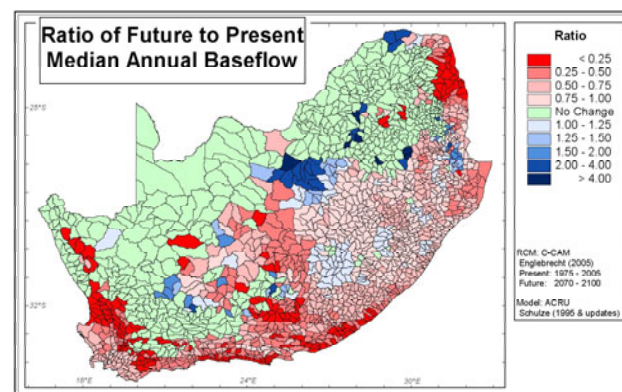 Ratio of Future to Present
Median Annual Baseflow
Ratio
< 0.25
0.25 - 0.50
0.50 - 0.75
0.75 - 1.00
No Change
1.00 - 1.25
1.25 - 1.50
1.50 - 2.00
2.00 - 4.00
> 4.00
RCM: C-CAM
Englebrecht (2005)
Present: 1975 - 2005
Future: 2070 - 2100
Model: ACRU
Schulze (1995 & updates)
32°S
18°E
24°E
30°E